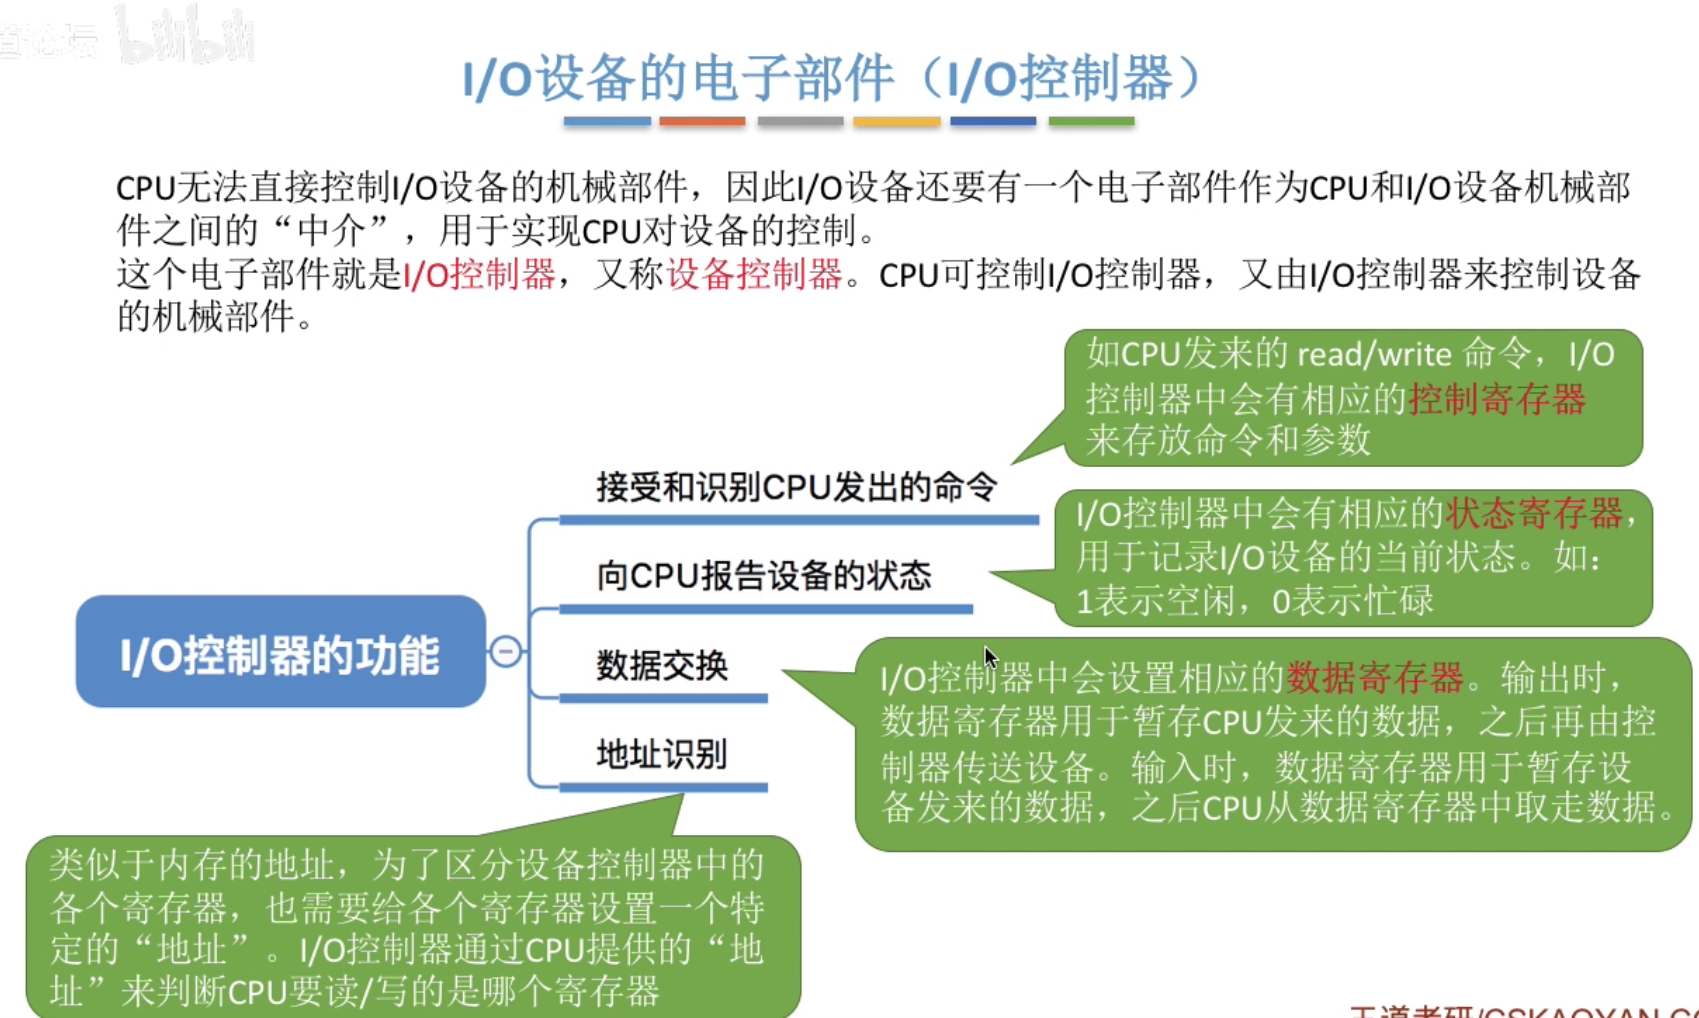 bilibili
I/O设备的电子部件（I/O控制器）
CPU无法直接控制I/O设备的机械部件，因此I/O设备还要有一个电子部件作为CPU和I/O设备机械部
件之间的“中介”，用于实现CPU对设备的控制。
这个电子部件就是I/O控制器，又称设备控制器。CPU可控制I/O控制器，又由I/O控制器来控制设备
的机械部件。
如CPU发来的 read/write 命令，I/O
控制器中会有相应的控制寄存器
来存放命令和参数
接受和识别CPU发出的命令
I/O控制器中会有相应的状态寄存器，
用于记录I/O设备的当前状态。如：
1表示空闲，0表示忙碌
向CPU报告设备的状态
I/O控制器的功能
数据交换
I/O控制器中会设置相应的数据寄存器。输出时，
数据寄存器用于暂存CPU发来的数据，之后再由控
制器传送设备。输入时，数据寄存器用于暂存设
备发来的数据，之后CPU从数据寄存器中取走数据。
地址识别
类似于内存的地址，为了区分设备控制器中的
各个寄存器，也需要给各个寄存器设置一个特
定的“地址”。I/O控制器通过CPU提供的“地
址”来判断CPU要读/写的是哪个寄存器
王道考研/CSKAOYAN.CO